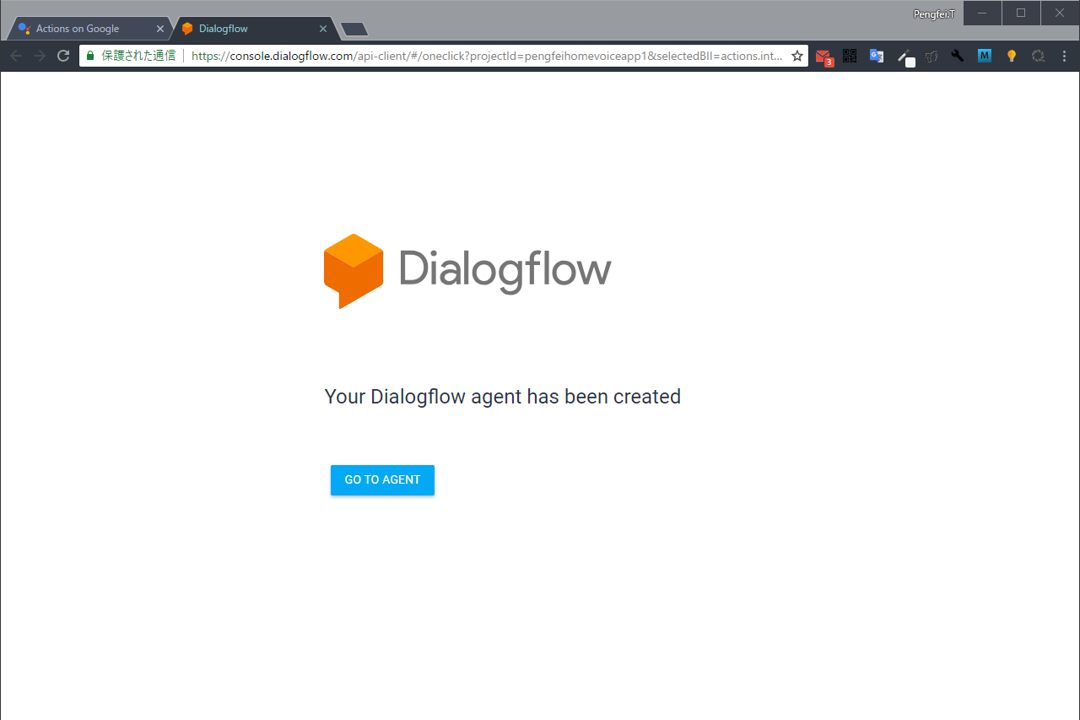 Pengfei.T
Actions on Google
Dialogflow
保護された通信
https://console.dialogflow.com/api-client/#/oneclick?projectId=pengfeihomevoiceapp1&selectedBII=actions.int...
3
M
Dialogflow
Your Dialogflow agent has been created
GO TO AGENT